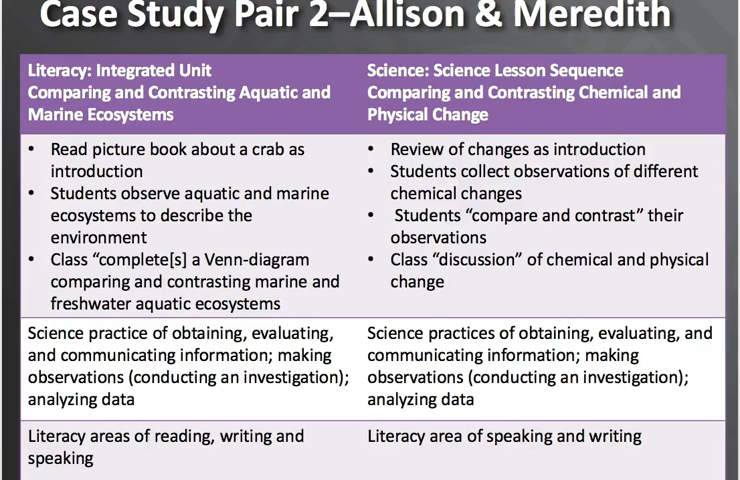 Case Study Pair 2–Allison & Meredith
Literacy: Integrated Unit
Comparing and Contrasting Aquatic and
Marine Ecosystems
• Read picture book about a crab as
introduction
• Students observe aquatic and marine
ecosystems to describe the
environment
• Class “complete[s] a Venn-diagram
comparing and contrasting marine and
freshwater aquatic ecosystems
Science practice of obtaining, evaluating,
and communicating information; making
observations (conducting an investigation);
analyzing data
Literacy areas of reading, writing and
speaking
Science: Science Lesson Sequence
Comparing and Contrasting Chemical and
Physical Change
• Review of changes as introduction
• Students collect observations of different
chemical changes
• Students “compare and contrast” their
observations
• Class “discussion” of chemical and physical
change
Science practices of obtaining, evaluating, and
communicating information; making
observations (conducting an investigation);
analyzing data
Literacy area of speaking and writing